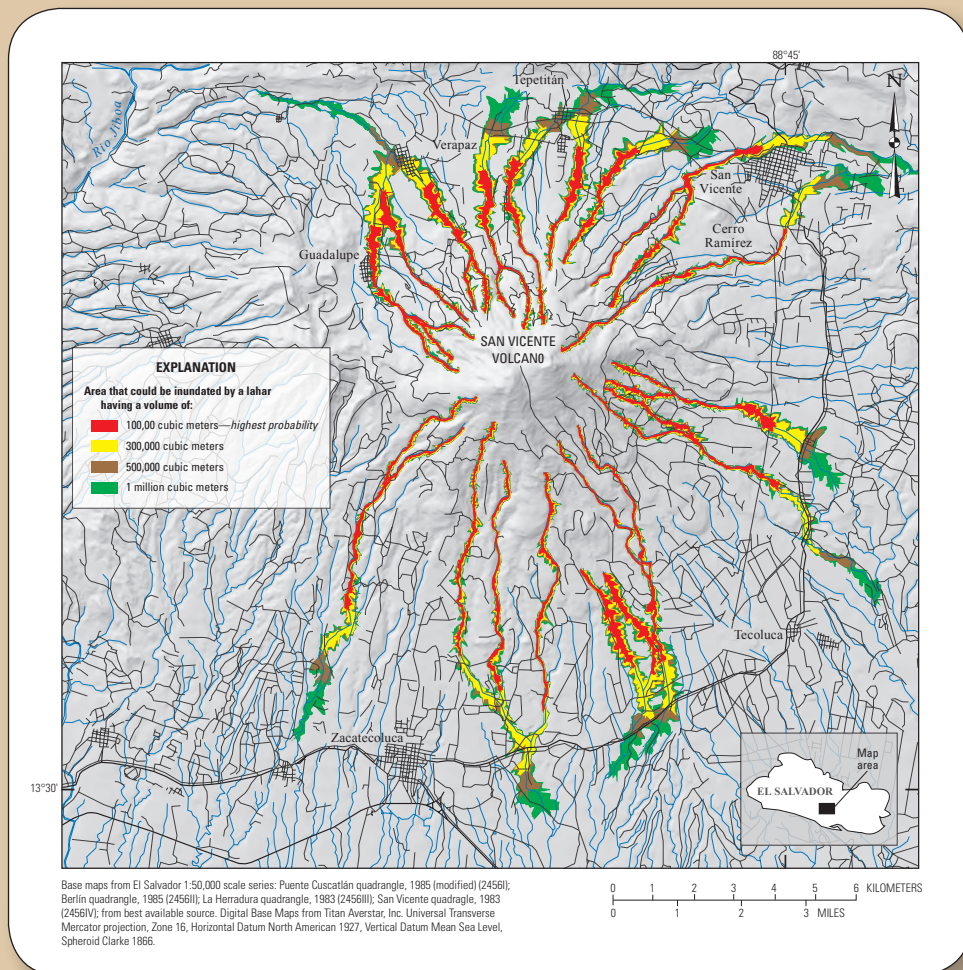 88°45'
N
Tepetitán
Rio Jiboa
Verapaz
San
Vicente
Cerro
Ramírez
Guadalupe
SAN VICENTE
VOLCANO
EXPLANATION
Area that could be inundated by a lahar
having a volume of:
100,00 cubic meters—highest probability
300,000 cubic meters
500,000 cubic meters
1 million cubic meters
Tecoluca
Zacatecoluca
13°30'
Map
area
EL SALVADOR
Base maps from El Salvador 1:50,000 scale series: Puente Cuscatlán quadrangle, 1985 (modified) (2456I);
Berlín quadrangle, 1985 (2456II); La Herradura quadrangle, 1983 (2456III); San Vicente quadragle, 1983
(2456IV); from best available source. Digital Base Maps from Titan Averstar, Inc. Universal Transverse
Mercator projection, Zone 16, Horizontal Datum North American 1927, Vertical Datum Mean Sea Level,
Spheroid Clarke 1866.
0 1 2 3 4 5 6 KILOMETERS
0 1 2 3 MILES